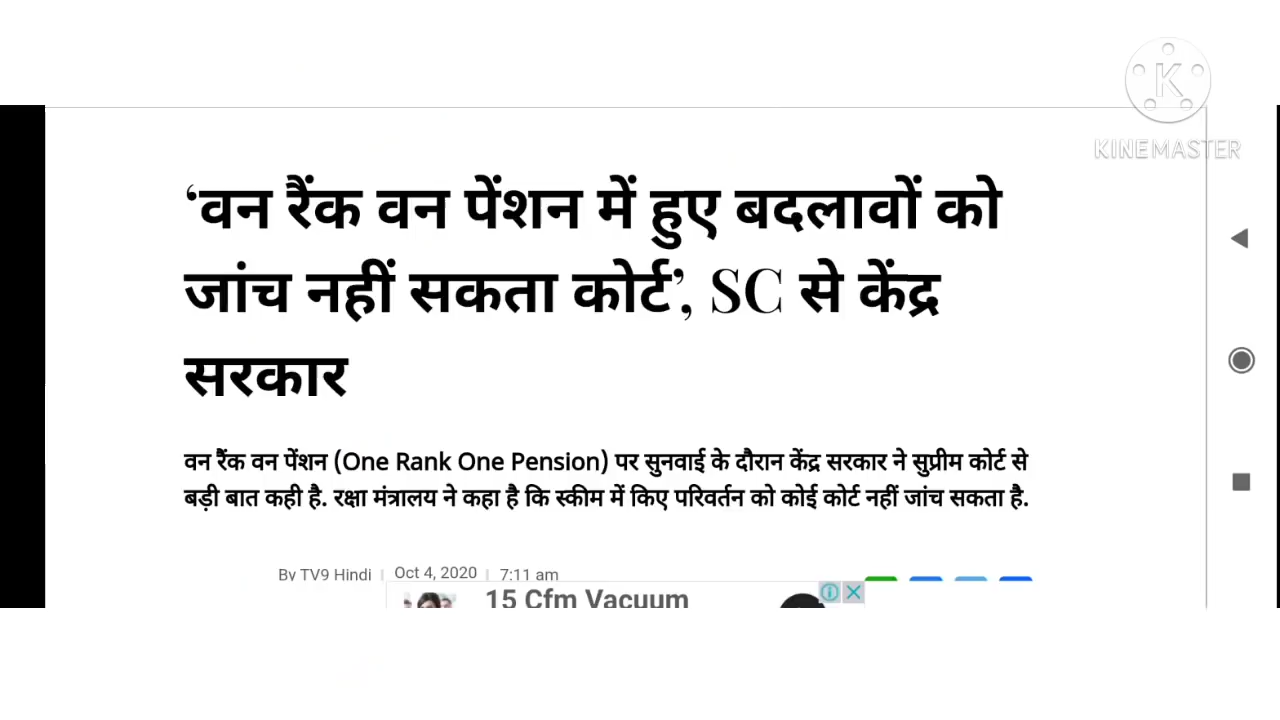 KINEMASTER
‘वन रैंक वन पेंशन में हुए बदलावों को
जांच नहीं सकता कोर्ट’, SC से केंद्र
सरकार
वन रैंक वन पेंशन (One Rank One Pension) पर सुनवाई के दौरान केंद्र सरकार ने सुप्रीम कोर्ट से
बड़ी बात कही है. रक्षा मंत्रालय ने कहा है कि स्कीम में किए परिवर्तन को कोई कोर्ट नहीं जांच सकता है.
By TV9 Hindi | Oct 4, 2020 | 7:11 am
15 Cfm Vacuum